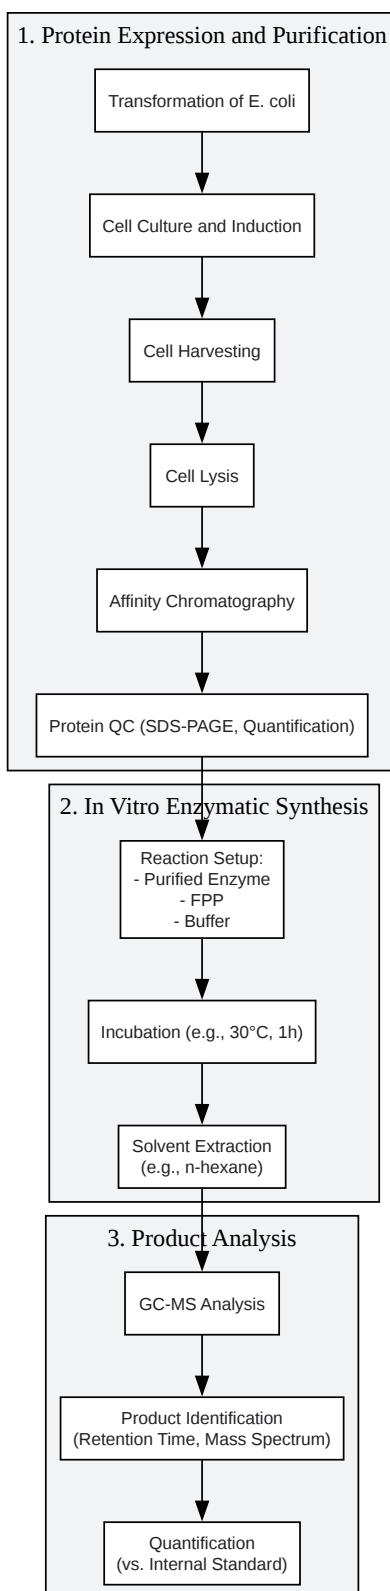 1. Protein Expression and Purification
Transformation of E. coli
Cell Culture and Induction
Cell Harvesting
Cell Lysis
Affinity Chromatography
Protein QC (SDS-PAGE, Quantification)
2. In Vitro Enzymatic Synthesis
Reaction Setup:
- Purified Enzyme
- FPP
- Buffer
Incubation (e.g., 30°C, 1h)
Solvent Extraction
(e.g., n-hexane)
3. Product Analysis
GC-MS Analysis
Product Identification
(Retention Time, Mass Spectrum)
Quantification
(vs. Internal Standard)